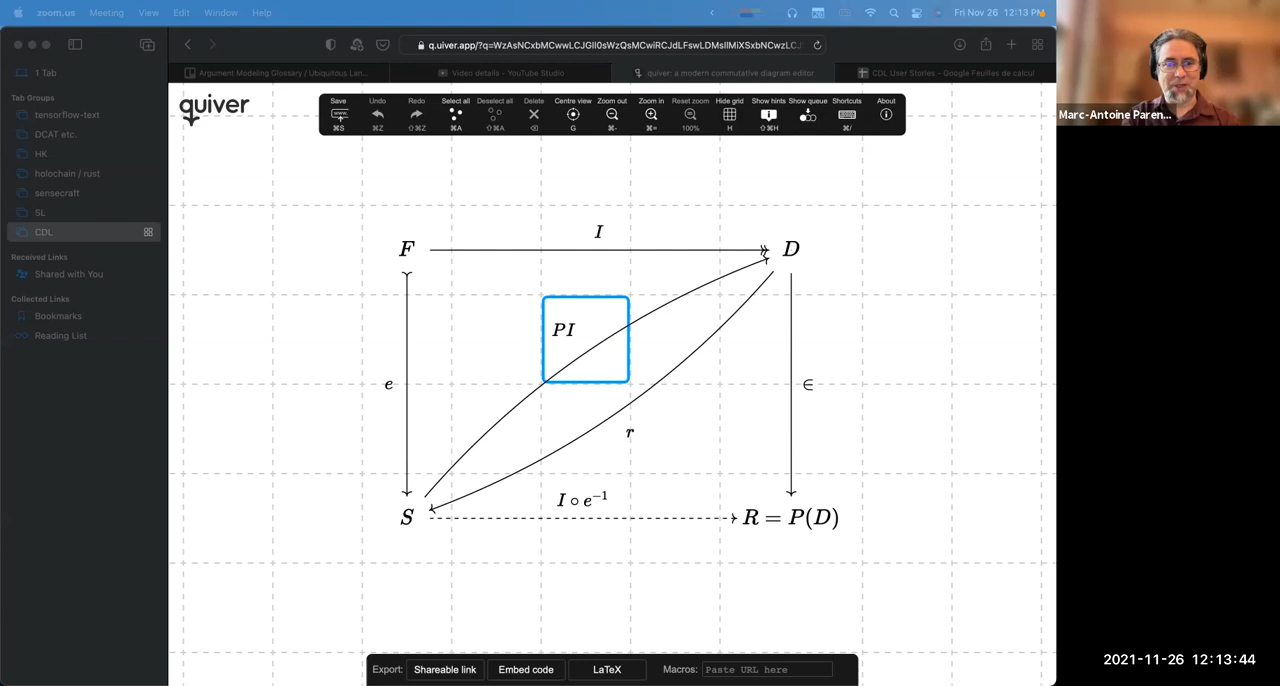 zoom.us Meeting View Edit Window Help
Fri Nov 26 12:13 PM
q.uiver.app/?q=WzAsNCxbMCwwLCJGIl0sWzQsMCwiRCJdLFswLDMsIlMiXSxbNCwzLCJ
1 Tab
Argument Modeling Glossary / Ubiquitous Lan...
Video details - YouTube Studio
quiver: a modern commutative diagram editor
CDL User Stories - Google Feuilles de calcul
Tab Groups
tensorflow-text
DCAT etc.
HK
holochain / rust
sensecraft
SL
CDL
Received Links
Shared with You
Collected Links
Bookmarks
Reading List
quiver
Save Undo Redo Select all Deselect all Delete Centre view Zoom out Zoom in Reset zoom Hide grid Show hints Show queue Shortcuts About
⌘S ⌘Z ⇧⌘Z ⌘A ⇧⌘A ⌫ G ⌘- ⌘= 100% H ⇧⌘H ⌘/
Marc-Antoine Paren...
I
F D
PI
e ∈
r
I ∘ e⁻¹
S R = P(D)
Export: Shareable link Embed code LaTeX Macros: Paste URL here
2021-11-26 12:13:44